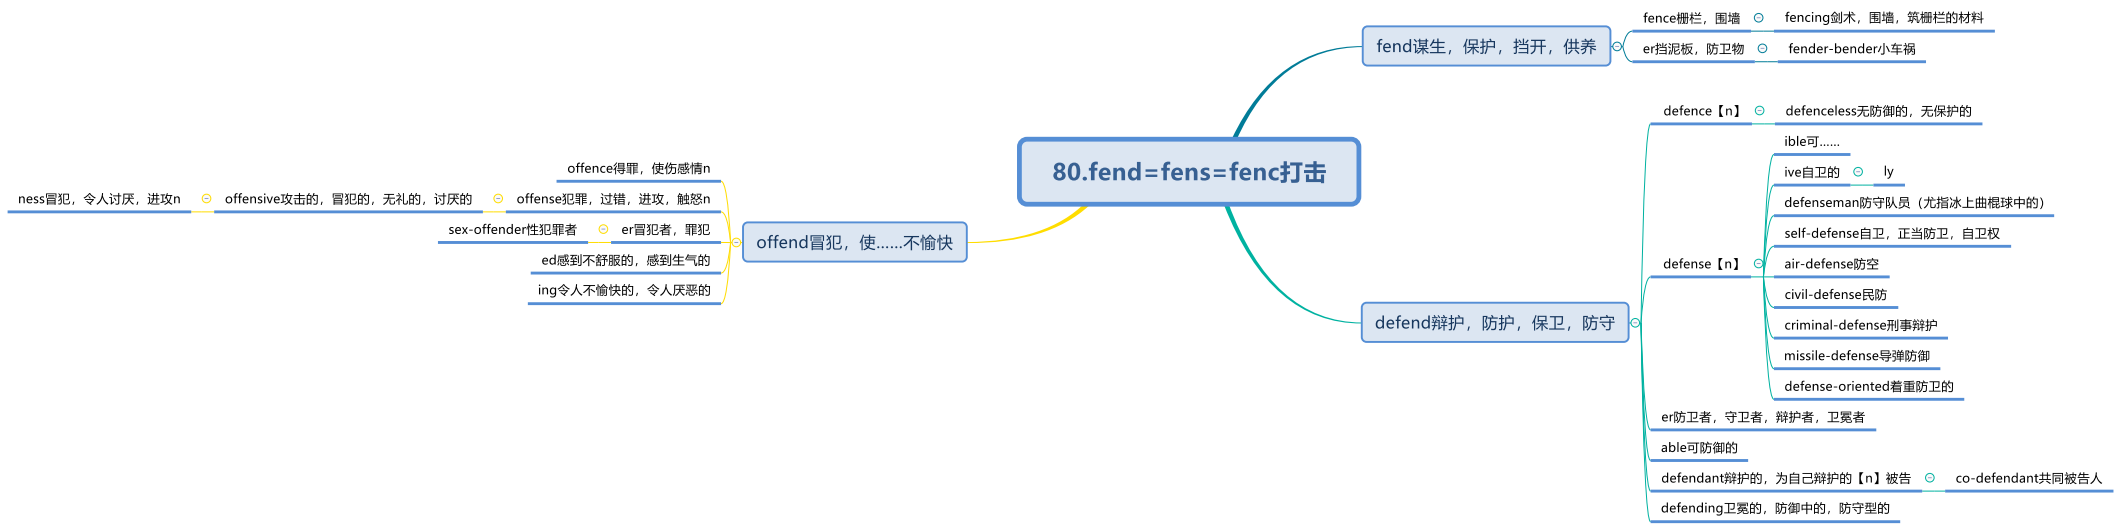 80.fend=fens=fenc打击
fend谋生，保护，挡开，供养
fence栅栏，围墙
fencing剑术，围墙，筑栅栏的材料
er挡泥板，防卫物
fender-bender小车祸
defend辩护，防护，保卫，防守
defence【n】
defenceless无防御的，无保护的
defense【n】
ible可……
ive自卫的
ly
defenseman防守队员（尤指冰上曲棍球中的）
self-defense自卫，正当防卫，自卫权
air-defense防空
civil-defense民防
criminal-defense刑事辩护
missile-defense导弹防御
defense-oriented着重防卫的
er防卫者，守卫者，辩护者，卫冕者
able可防御的
defendant辩护的，为自己辩护的【n】被告
co-defendant共同被告人
defending卫冕的，防御中的，防守型的
offend冒犯，使……不愉快
offence得罪，使伤感情n
offense犯罪，过错，进攻，触怒n
offensive攻击的，冒犯的，无礼的，讨厌的
ness冒犯，令人讨厌，进攻n
er冒犯者，罪犯
sex-offender性犯罪者
ed感到不舒服的，感到生气的
ing令人不愉快的，令人厌恶的